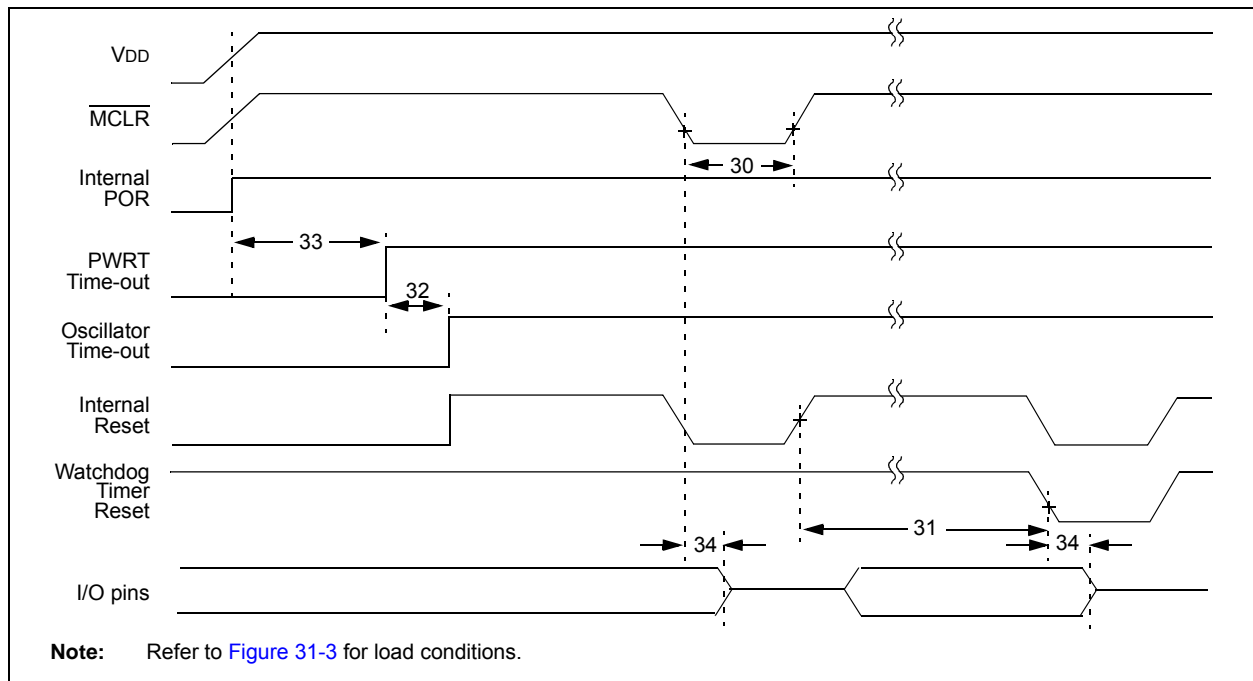 VDD
MCLR
30
Internal
POR
33
PWRT
Time-out
32
Oscillator
Time-out
Internal
Reset
Watchdog
Timer
Reset
31
34
34
I/O pins
Note: Refer to Figure 31-3 for load conditions.